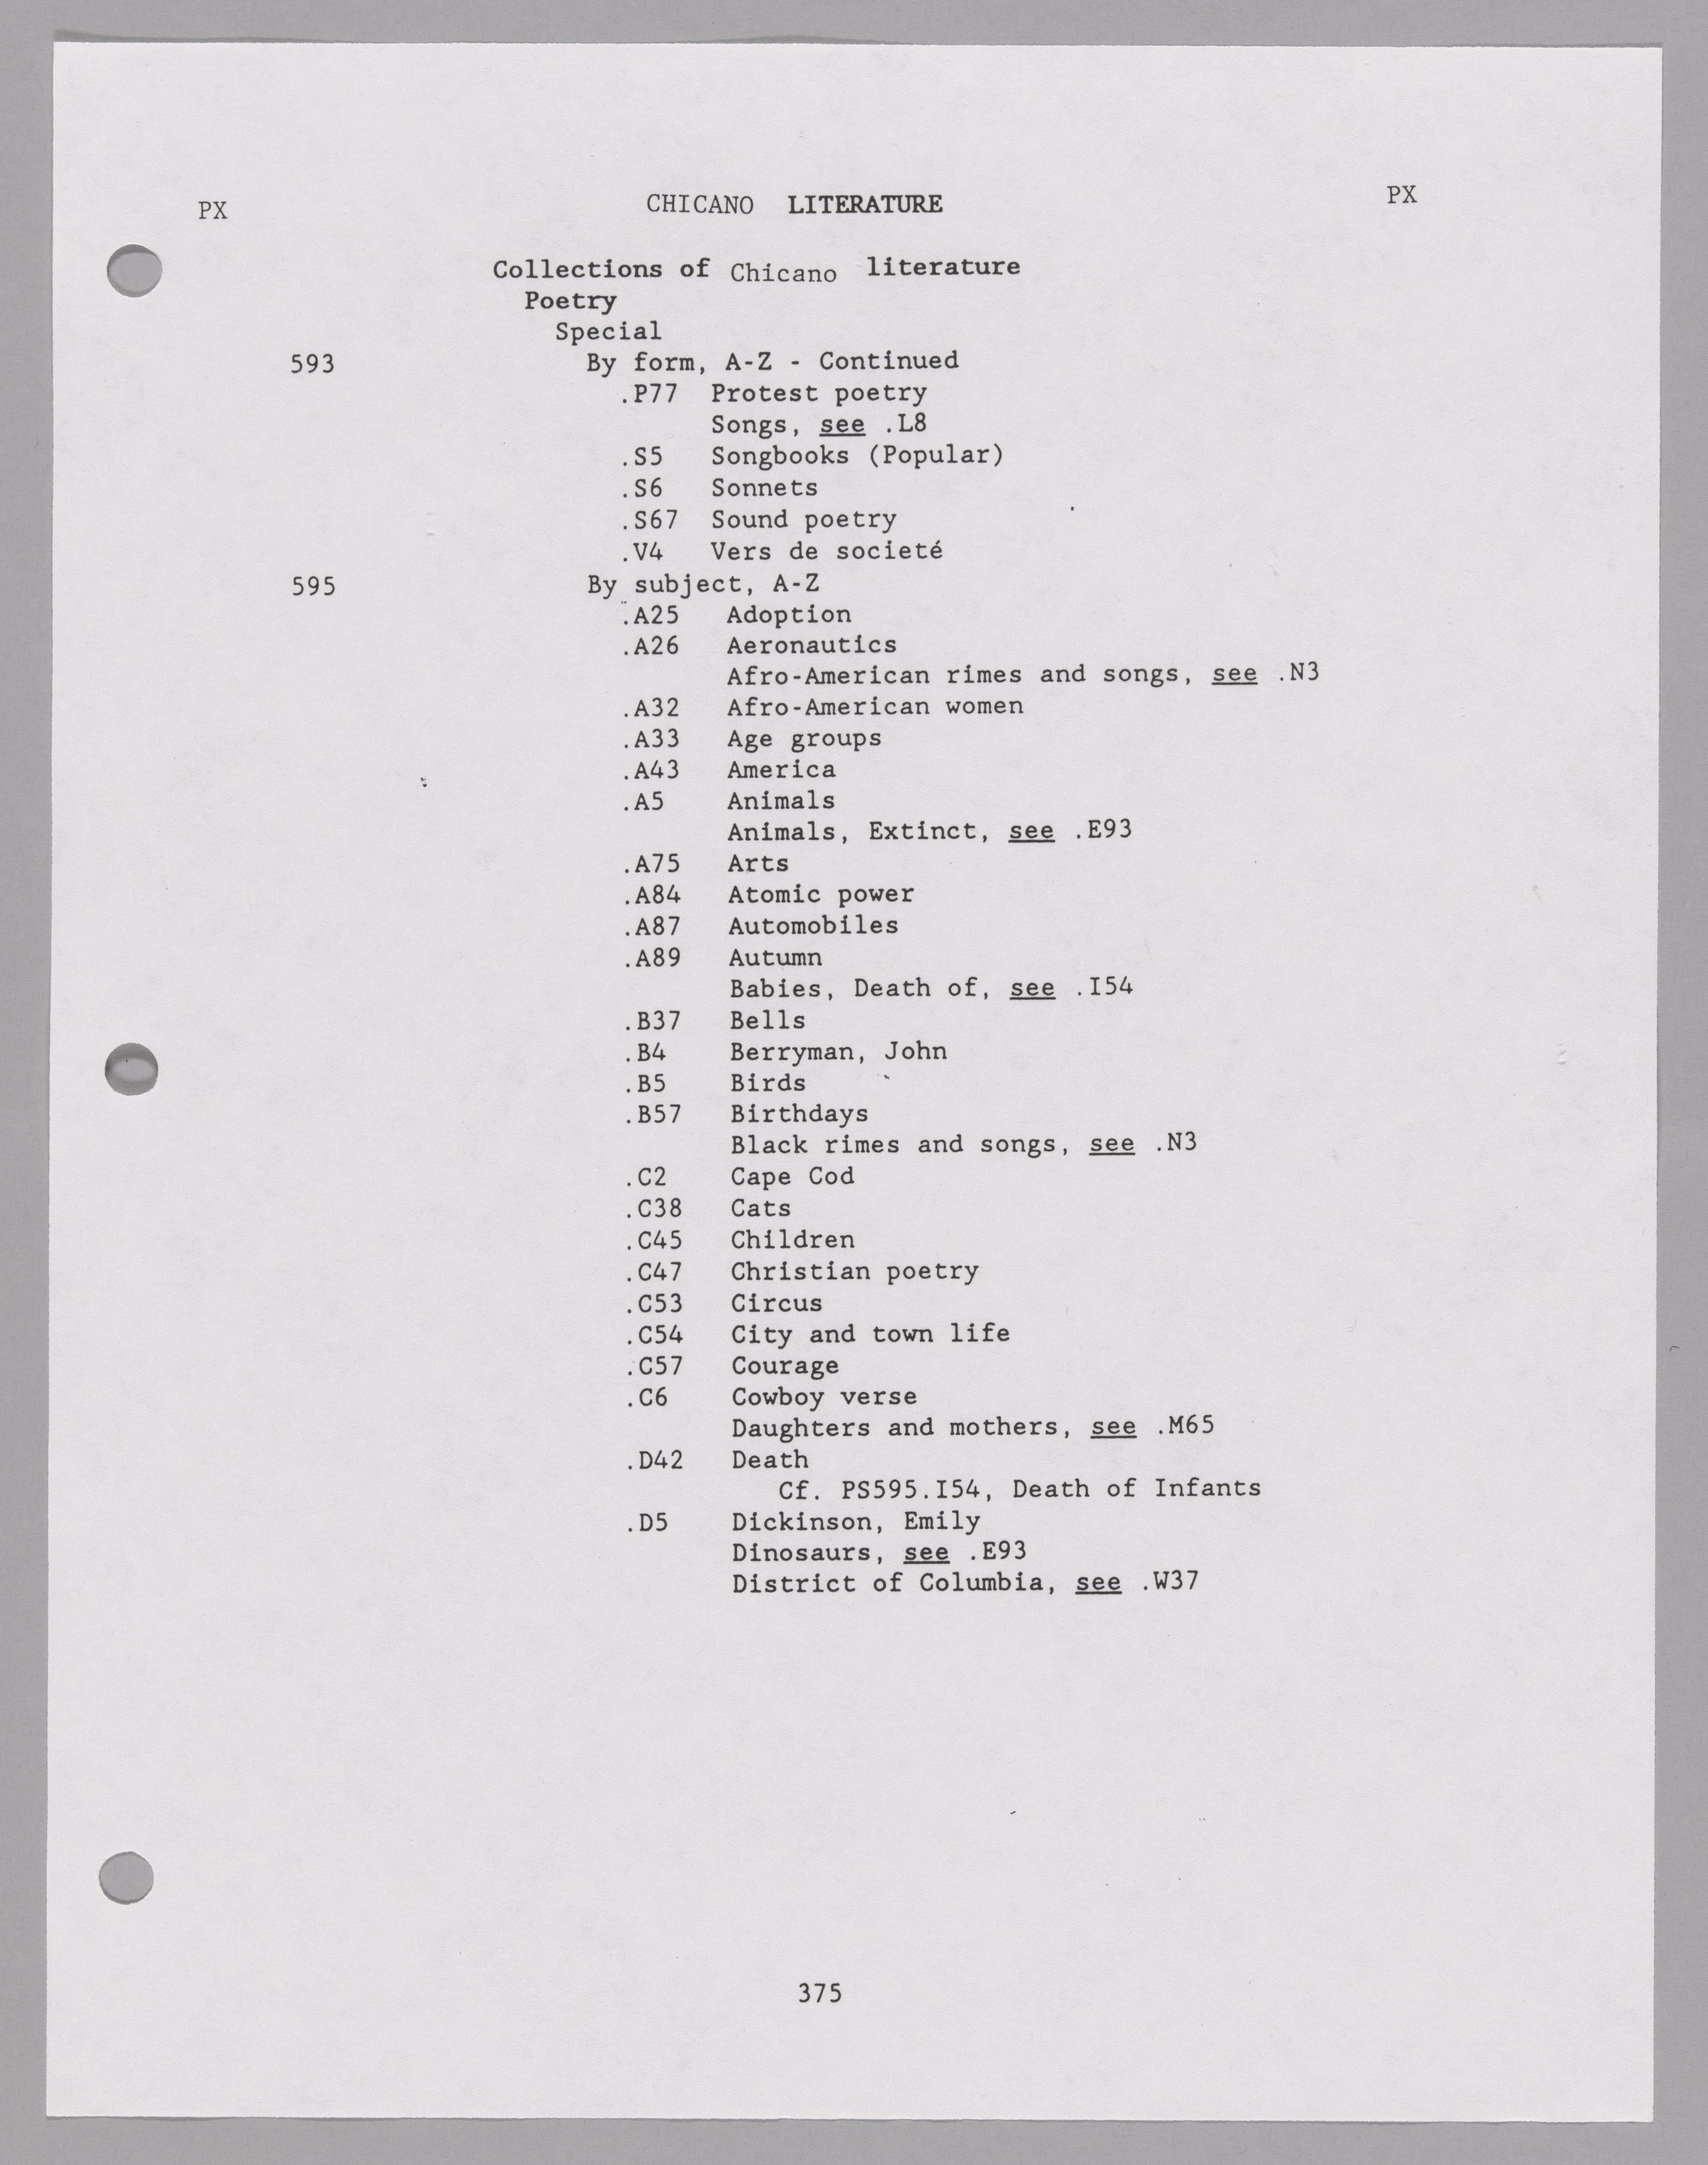 PX CHICANO LITERATURE PX
Collections of Chicano literature
Poetry
Special
593 By form, A-Z - Continued
.P77 Protest poetry
Songs, see .L8
.S5 Songbooks (Popular)
.S6 Sonnets
.S67 Sound poetry
.V4 Vers de societé
595 By subject, A-Z
.A25 Adoption
.A26 Aeronautics
Afro-American rimes and songs, see .N3
.A32 Afro-American women
.A33 Age groups
.A43 America
.A5 Animals
Animals, Extinct, see .E93
.A75 Arts
.A84 Atomic power
.A87 Automobiles
.A89 Autumn
Babies, Death of, see .I54
.B37 Bells
.B4 Berryman, John
.B5 Birds
.B57 Birthdays
Black rimes and songs, see .N3
.C2 Cape Cod
.C38 Cats
.C45 Children
.C47 Christian poetry
.C53 Circus
.C54 City and town life
.C57 Courage
.C6 Cowboy verse
Daughters and mothers, see .M65
.D42 Death
Cf. PS595.I54, Death of Infants
.D5 Dickinson, Emily
Dinosaurs, see .E93
District of Columbia, see .W37
375